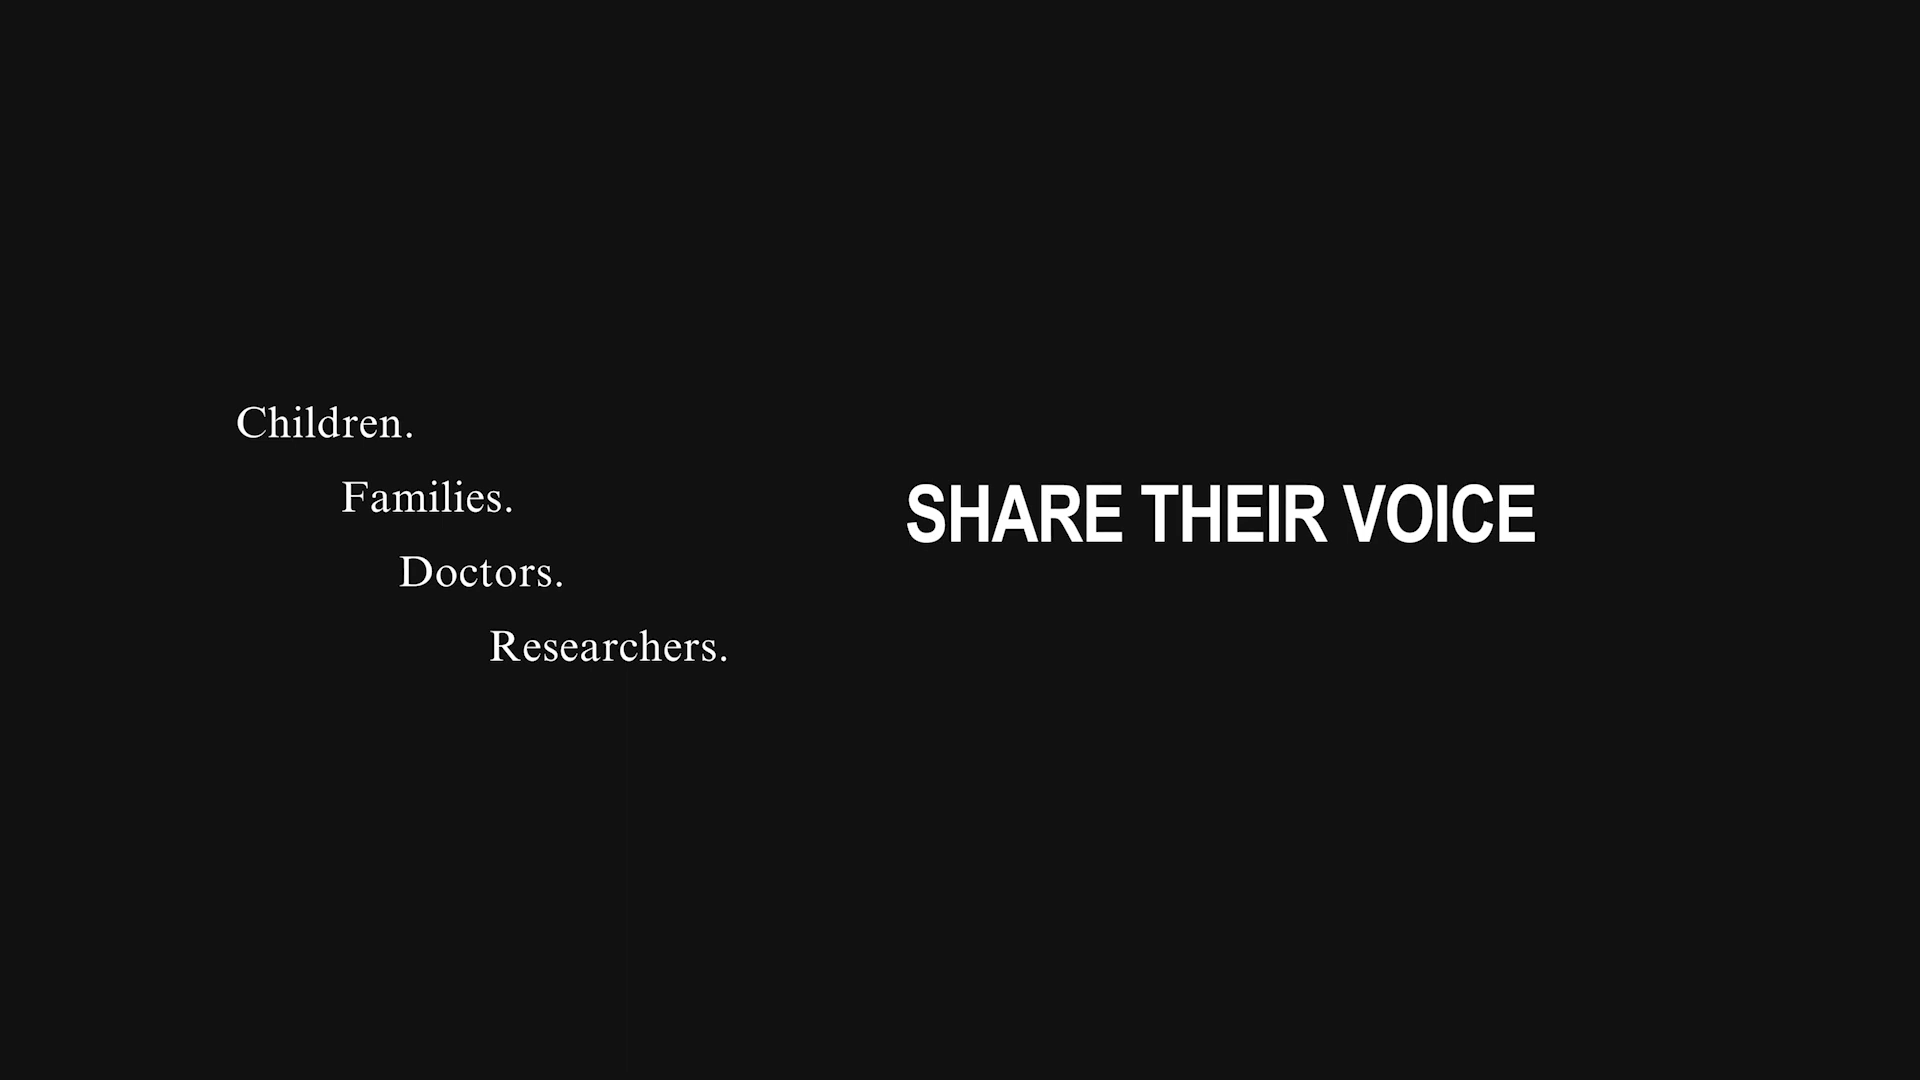 Children.
Families.
Doctors.
Researchers.
SHARE THEIR VOICE